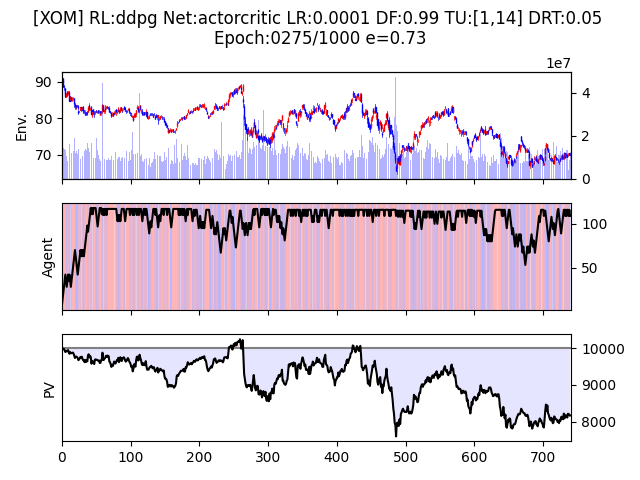 [XOM] RL:ddpg Net:actorcritic LR:0.0001 DF:0.99 TU:[1,14] DRT:0.05
Epoch:0275/1000 e=0.73
1e7
90
80
70
Env.
4
2
0
Agent
100
50
PV
10000
9000
8000
0 100 200 300 400 500 600 700